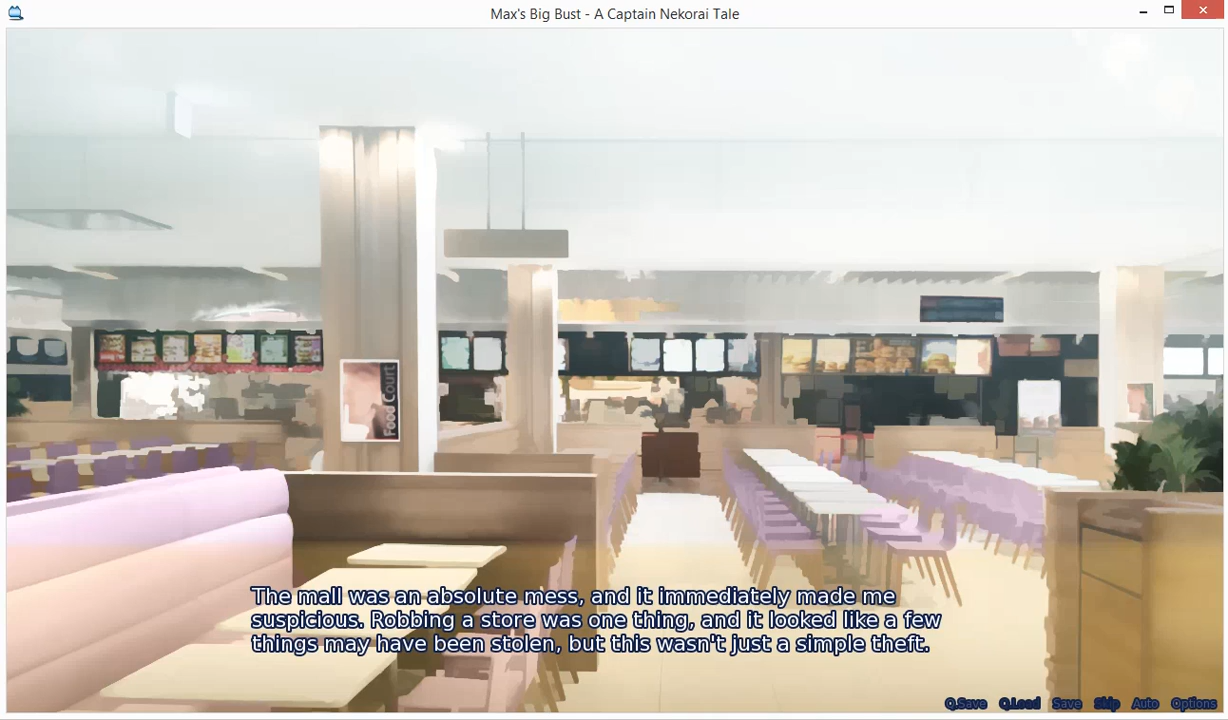 Max's Big Bust - A Captain Nekorai Tale
Food Court
The mall was an absolute mess, and it immediately made me
suspicious. Robbing a store was one thing, and it looked like a few
things may have been stolen, but this wasn't just a simple theft.
Q.Save Q.Load Save Skip Auto Options